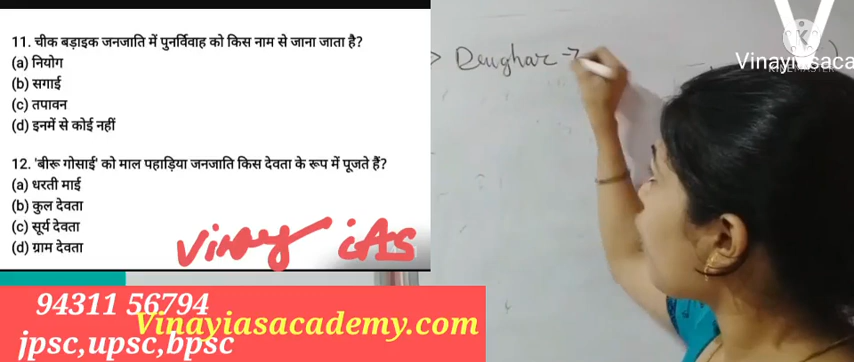 11. चीक बड़ाइक जनजाति में पुनर्विवाह को किस नाम से जाना जाता है?
(a) नियोग
(b) सगाई
(c) तपावन
(d) इनमें से कोई नहीं
12. 'बीरू गोसाई' को माल पहाड़िया जनजाति किस देवता के रूप में पूजते हैं?
(a) धरती माई
(b) कुल देवता
(c) सूर्य देवता
(d) ग्राम देवता
vinay iAS
94311 56794
Vinayiasacademy.com
jpsc,upsc,bpsc
> Deughar →
V
Vinayiasaca
KINEMASTER